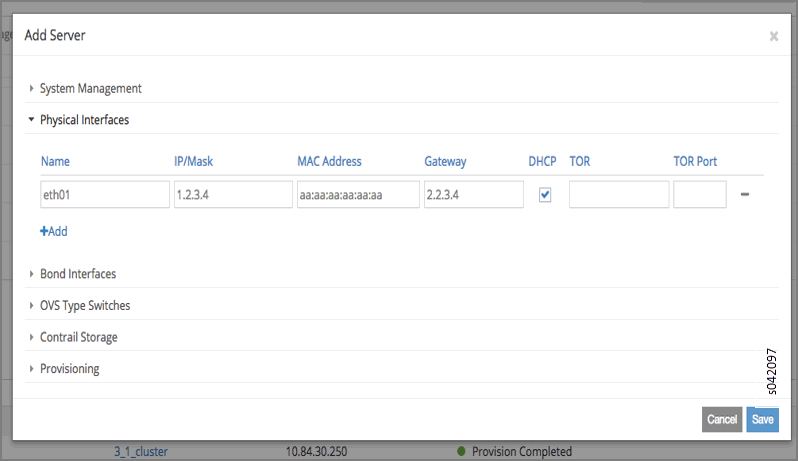 Add Server ×
System Management
Physical Interfaces
Name IP/Mask MAC Address Gateway DHCP TOR TOR Port
eth01 1.2.3.4 aa:aa:aa:aa:aa:aa 2.2.3.4
+Add
Bond Interfaces
OVS Type Switches
Contrail Storage
Provisioning
s042097
Cancel Save
3_1_cluster 10.84.30.250 Provision Completed